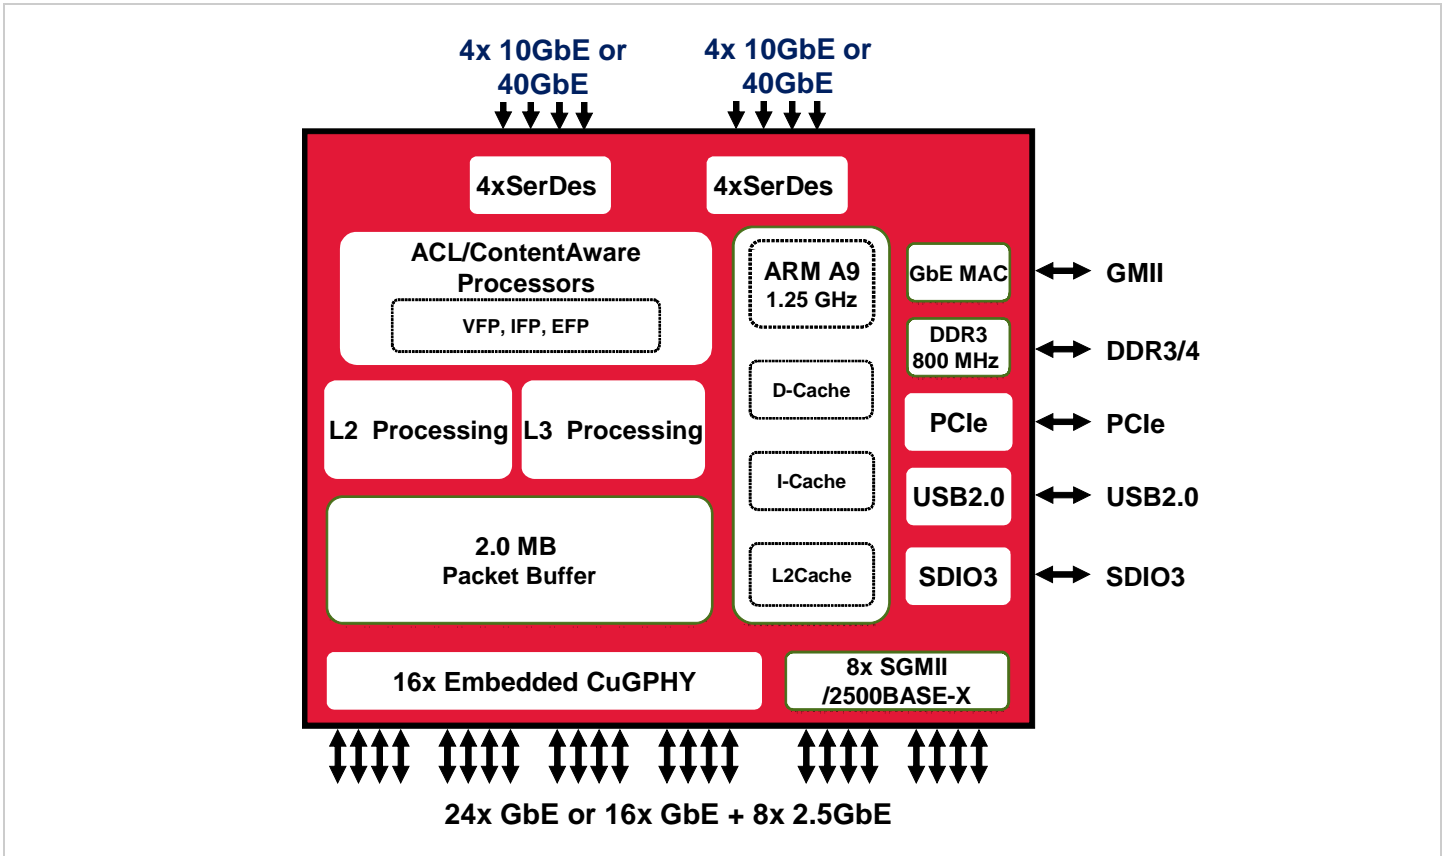 4x 10GbE or
40GbE
4x 10GbE or
40GbE
4xSerDes
4xSerDes
ACL/ContentAware
Processors
VFP, IFP, EFP
L2 Processing
L3 Processing
2.0 MB
Packet Buffer
ARM A9
1.25 GHz
D-Cache
I-Cache
L2Cache
GbE MAC
GMII
DDR3
800 MHz
DDR3/4
PCIe
PCIe
USB2.0
USB2.0
SDIO3
SDIO3
16x Embedded CuGPHY
8x SGMII
/2500BASE-X
24x GbE or 16x GbE + 8x 2.5GbE